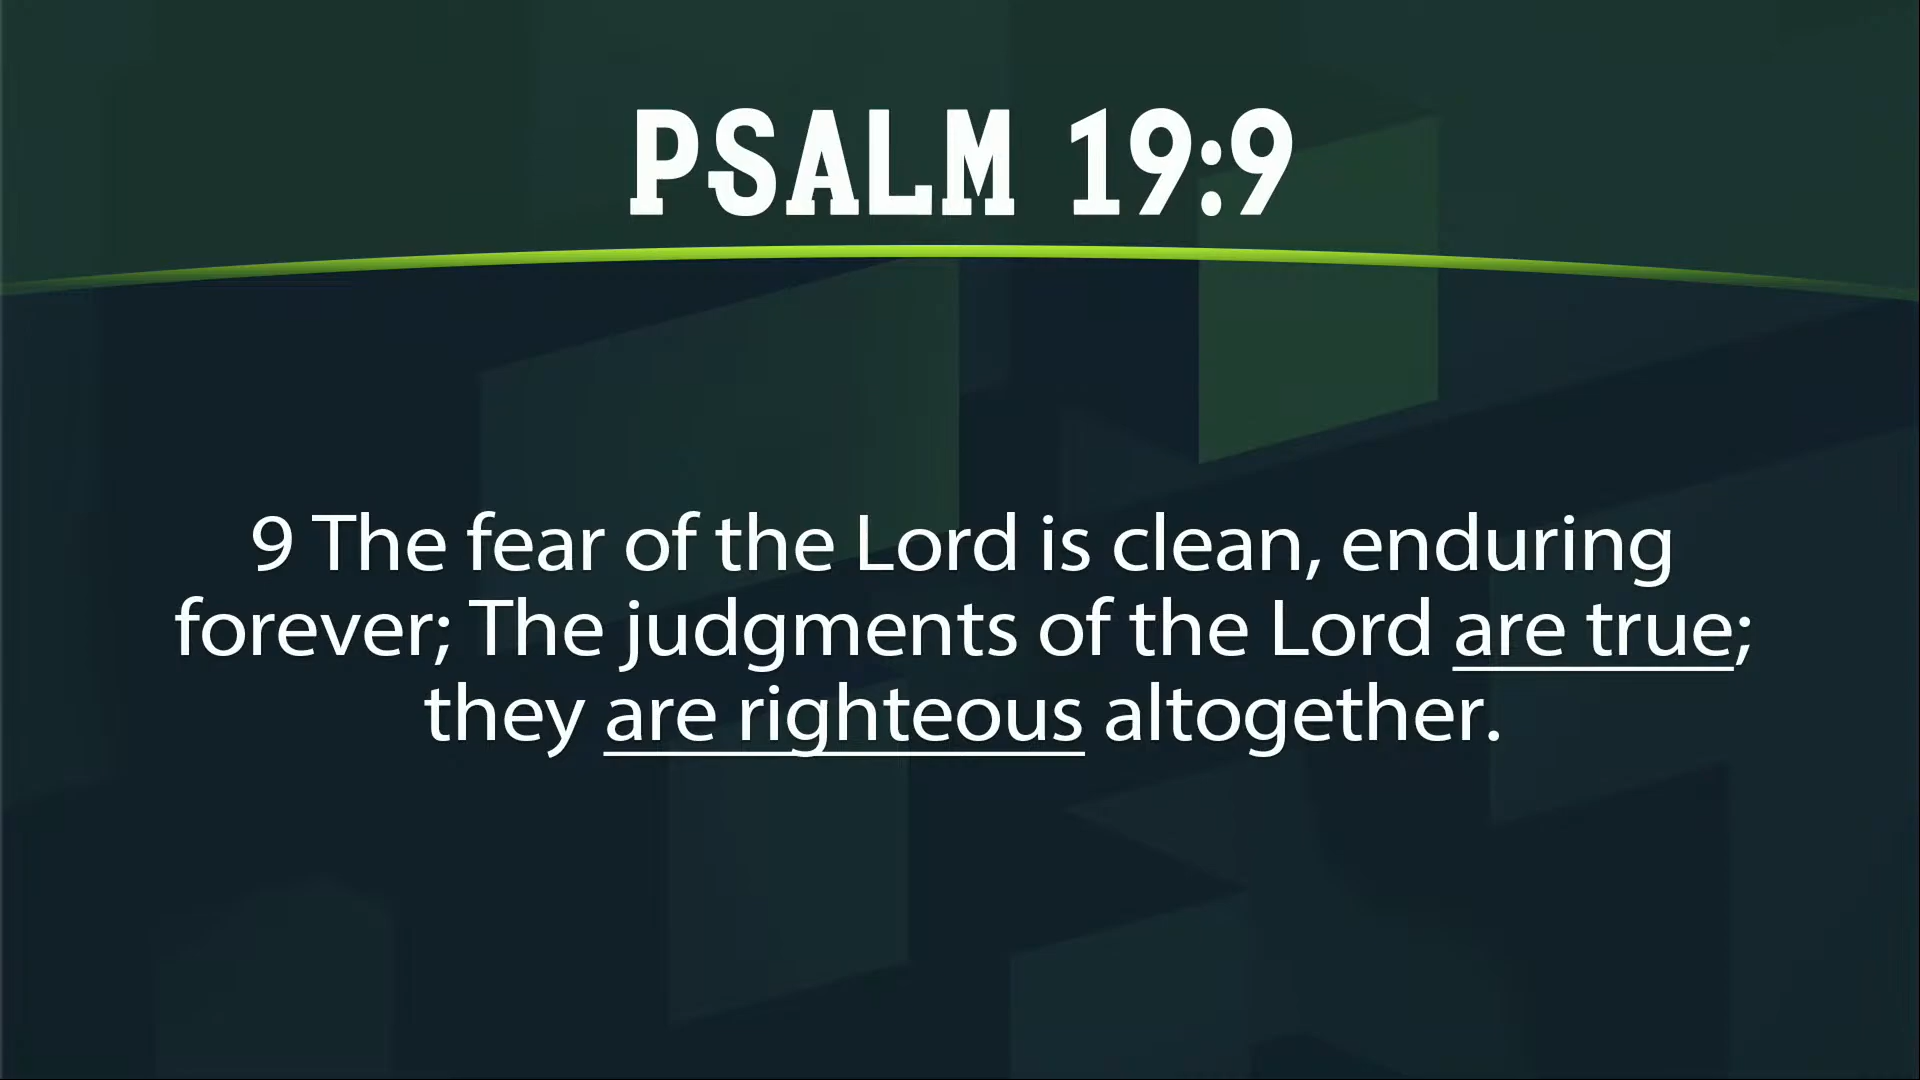 PSALM 19:9
9 The fear of the Lord is clean, enduring
forever; The judgments of the Lord are true;
they are righteous altogether.